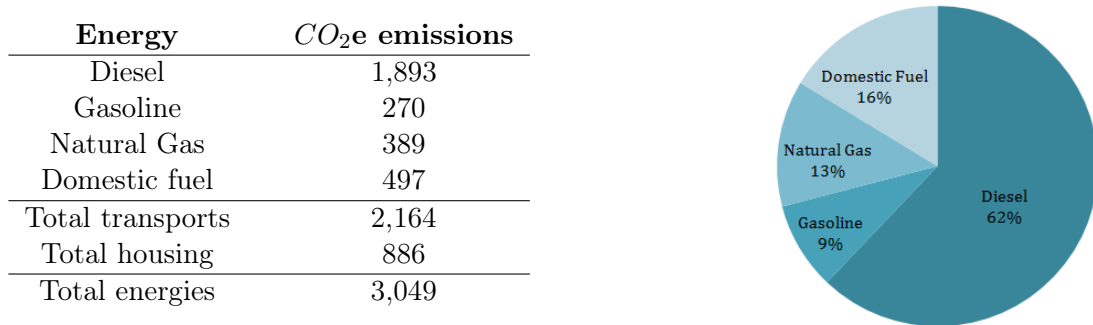 Energy CO2e emissions
Diesel 1,893
Gasoline 270
Natural Gas 389
Domestic fuel 497
Total transports 2,164
Total housing 886
Total energies 3,049
Domestic Fuel
16%
Natural Gas
13%
Gasoline
9%
Diesel
62%